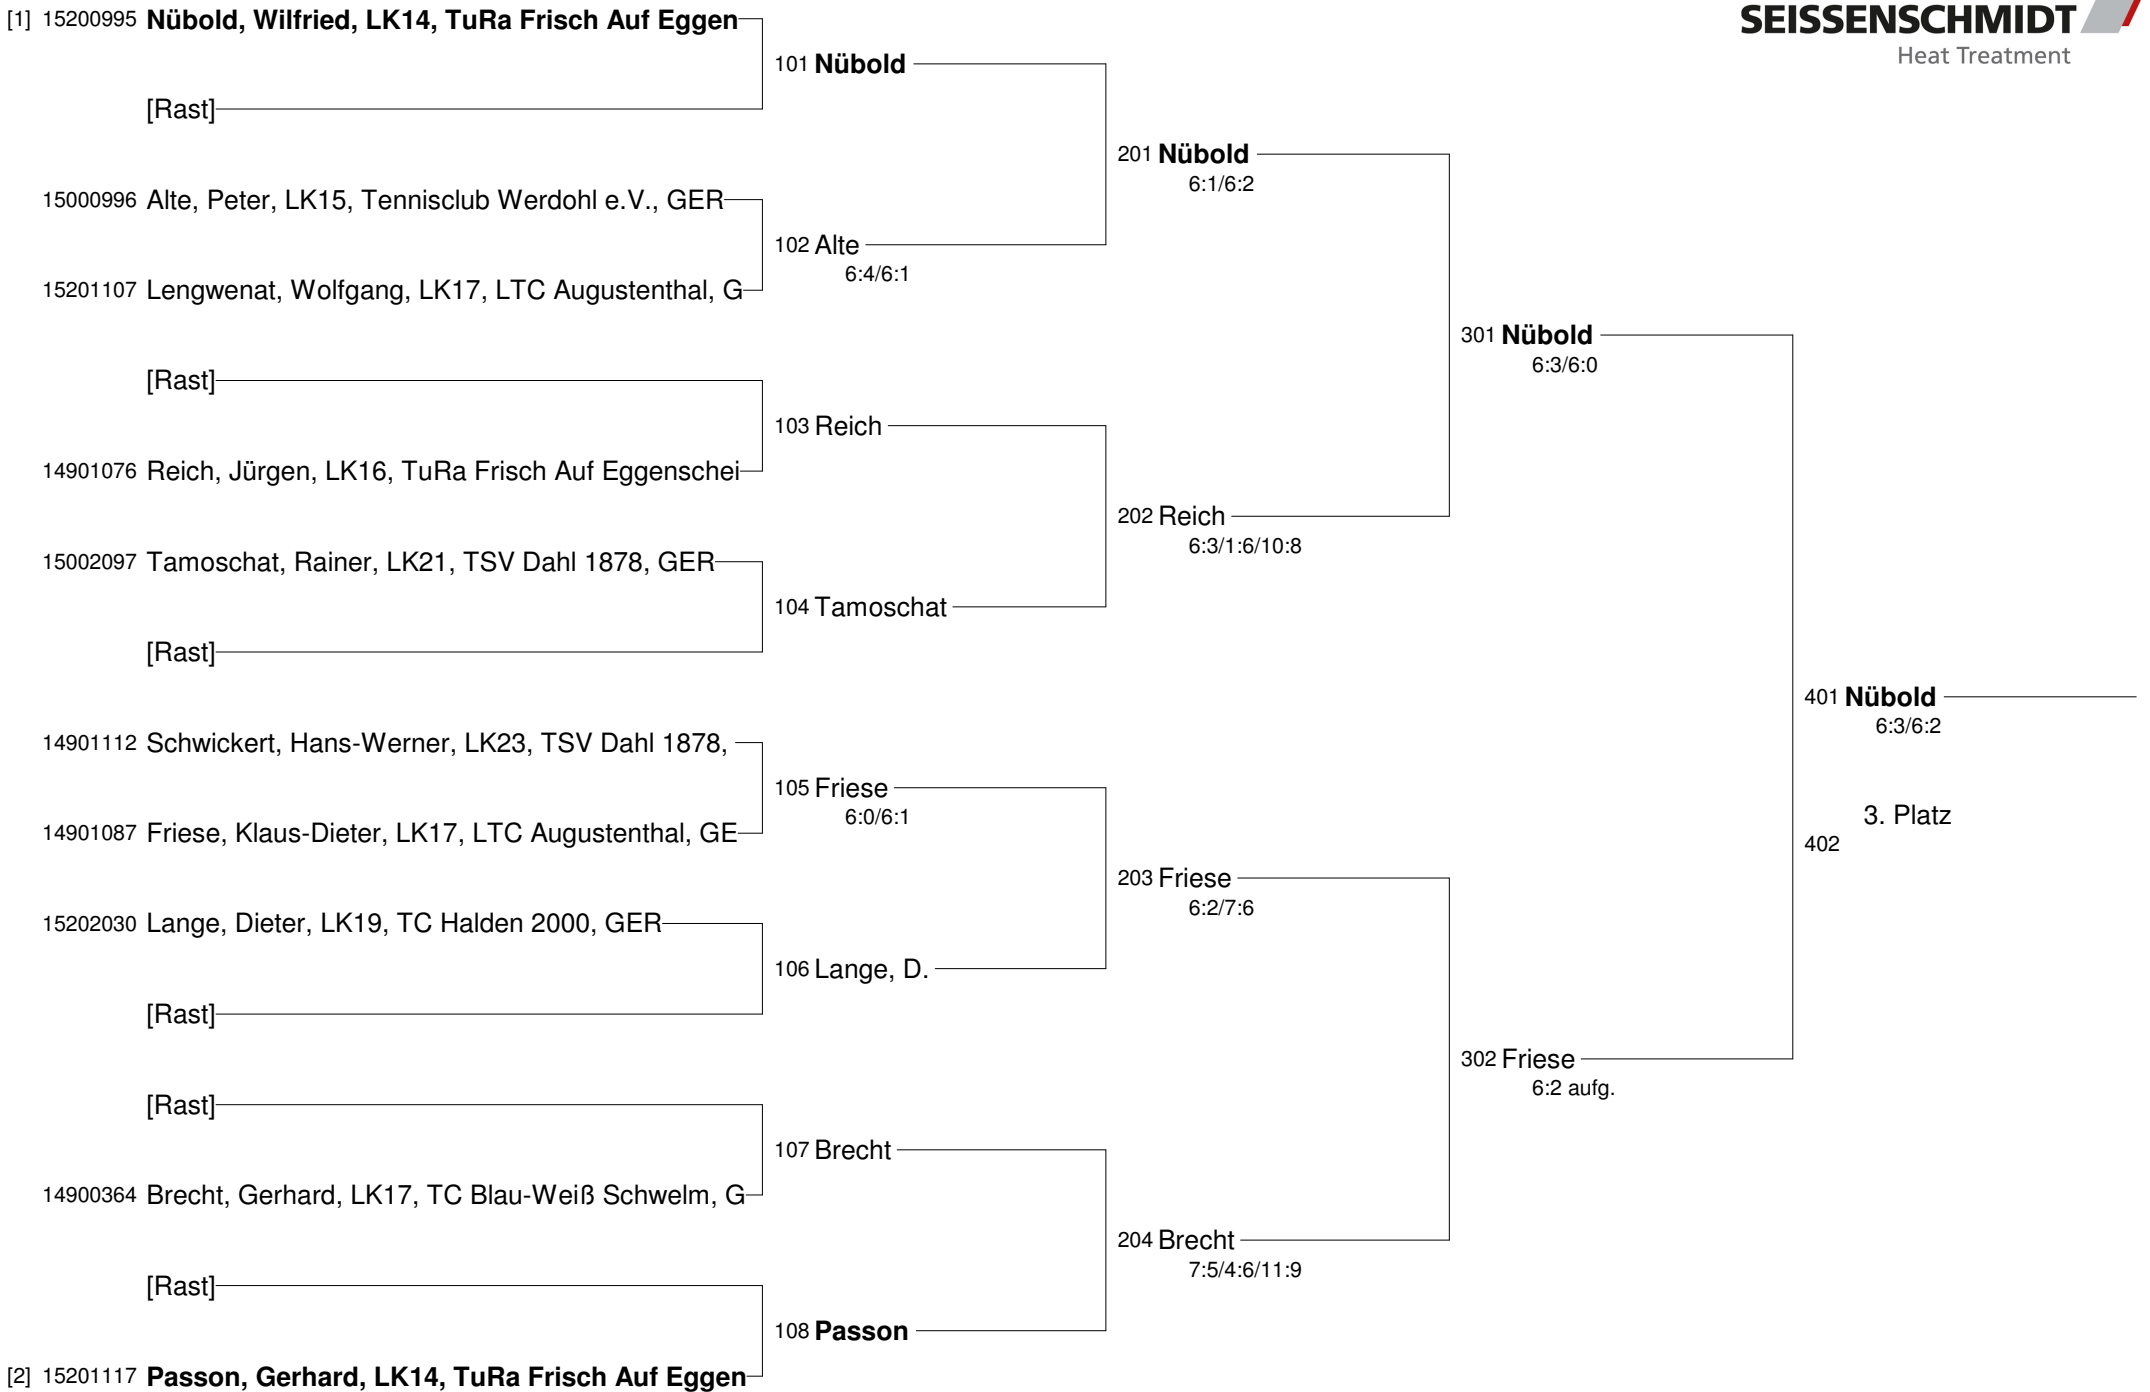 SEISSENSCHMIDT
Heat Treatment
[1] 15200995 Nübold, Wilfried, LK14, TuRa Frisch Auf Eggen
101 Nübold
[Rast]
201 Nübold
6:1/6:2
15000996 Alte, Peter, LK15, Tennisclub Werdohl e.V., GER
102 Alte
6:4/6:1
15201107 Lengwenat, Wolfgang, LK17, LTC Augustenthal, G
301 Nübold
6:3/6:0
[Rast]
103 Reich
14901076 Reich, Jürgen, LK16, TuRa Frisch Auf Eggenschei
202 Reich
6:3/1:6/10:8
15002097 Tamoschat, Rainer, LK21, TSV Dahl 1878, GER
104 Tamoschat
[Rast]
401 Nübold
6:3/6:2
14901112 Schwickert, Hans-Werner, LK23, TSV Dahl 1878,
105 Friese
6:0/6:1
3. Platz
402
14901087 Friese, Klaus-Dieter, LK17, LTC Augustenthal, GE
203 Friese
6:2/7:6
15202030 Lange, Dieter, LK19, TC Halden 2000, GER
106 Lange, D.
[Rast]
302 Friese
6:2 aufg.
[Rast]
107 Brecht
14900364 Brecht, Gerhard, LK17, TC Blau-Weiß Schwelm, G
204 Brecht
7:5/4:6/11:9
[Rast]
108 Passon
[2] 15201117 Passon, Gerhard, LK14, TuRa Frisch Auf Eggen